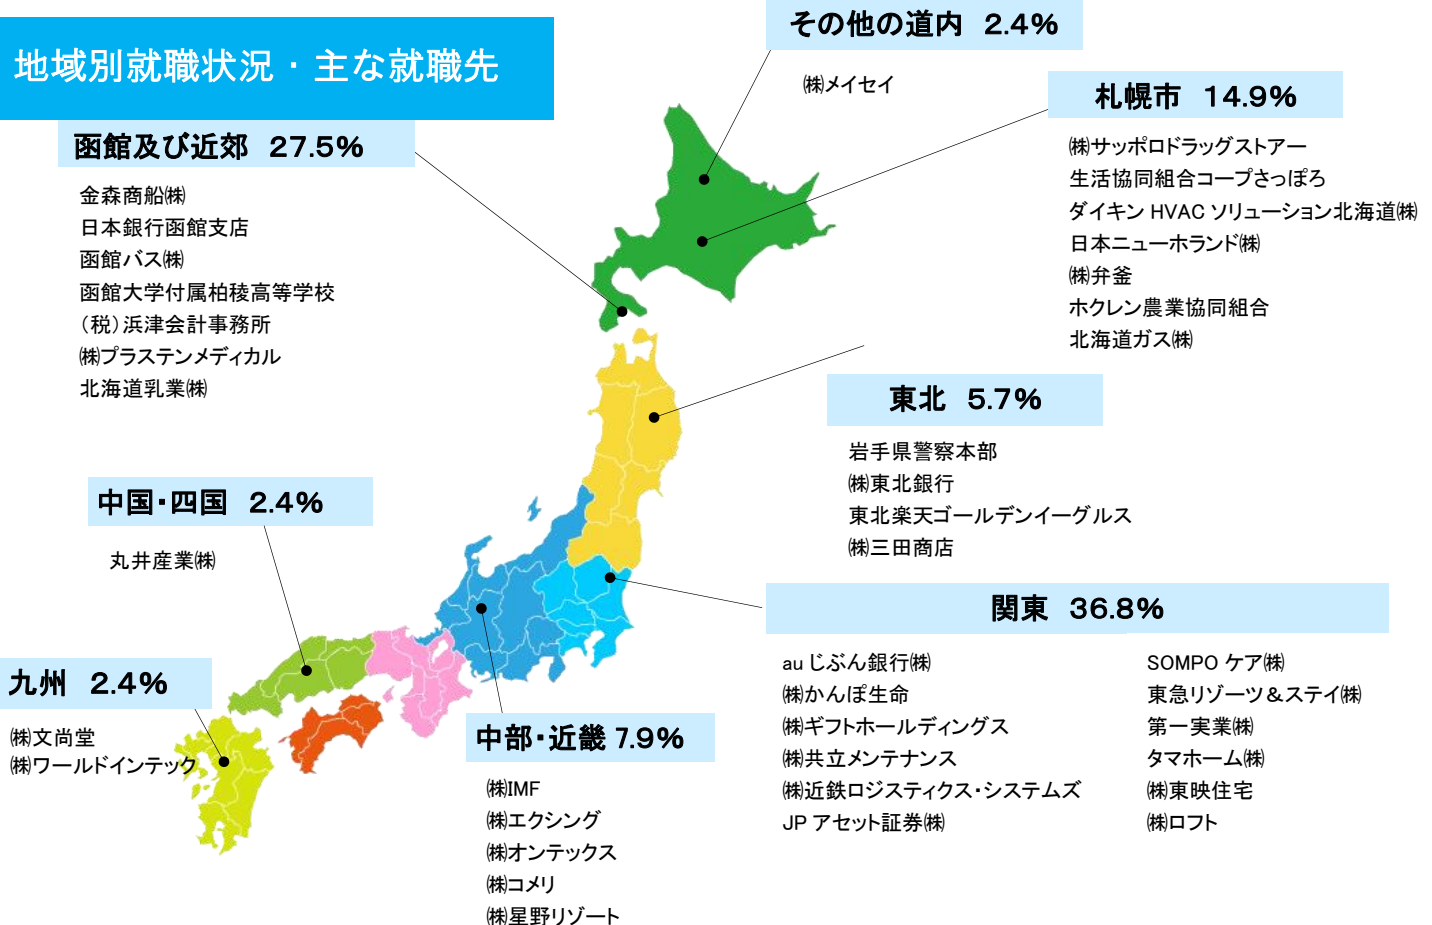 地域別就職状況・主な就職先
その他の道内 2.4%
㈱メイセイ
札幌市 14.9%
㈱サッポロドラッグストアー
生活協同組合コープさっぽろ
ダイキン HVAC ソリューション北海道㈱
日本ニューホランド㈱
㈱弁釜
ホクレン農業協同組合
北海道ガス㈱
函館及び近郊 27.5%
金森商船㈱
日本銀行函館支店
函館バス㈱
函館大学付属柏稜高等学校
（税）浜津会計事務所
㈱プラステンメディカル
北海道乳業㈱
東北 5.7%
岩手県警察本部
㈱東北銀行
東北楽天ゴールデンイーグルス
㈱三田商店
中国・四国 2.4%
丸井産業㈱
関東 36.8%
au じぶん銀行㈱
㈱かんぽ生命
㈱ギフトホールディングス
㈱共立メンテナンス
㈱近鉄ロジスティクス・システムズ
JP アセット証券㈱
SOMPO ケア㈱
東急リゾーツ＆ステイ㈱
第一実業㈱
タマホーム㈱
㈱東映住宅
㈱ロフト
九州 2.4%
㈱文尚堂
㈱ワールドインテック
中部・近畿 7.9%
㈱IMF
㈱エクシング
㈱オンテックス
㈱コメリ
㈱星野リゾート